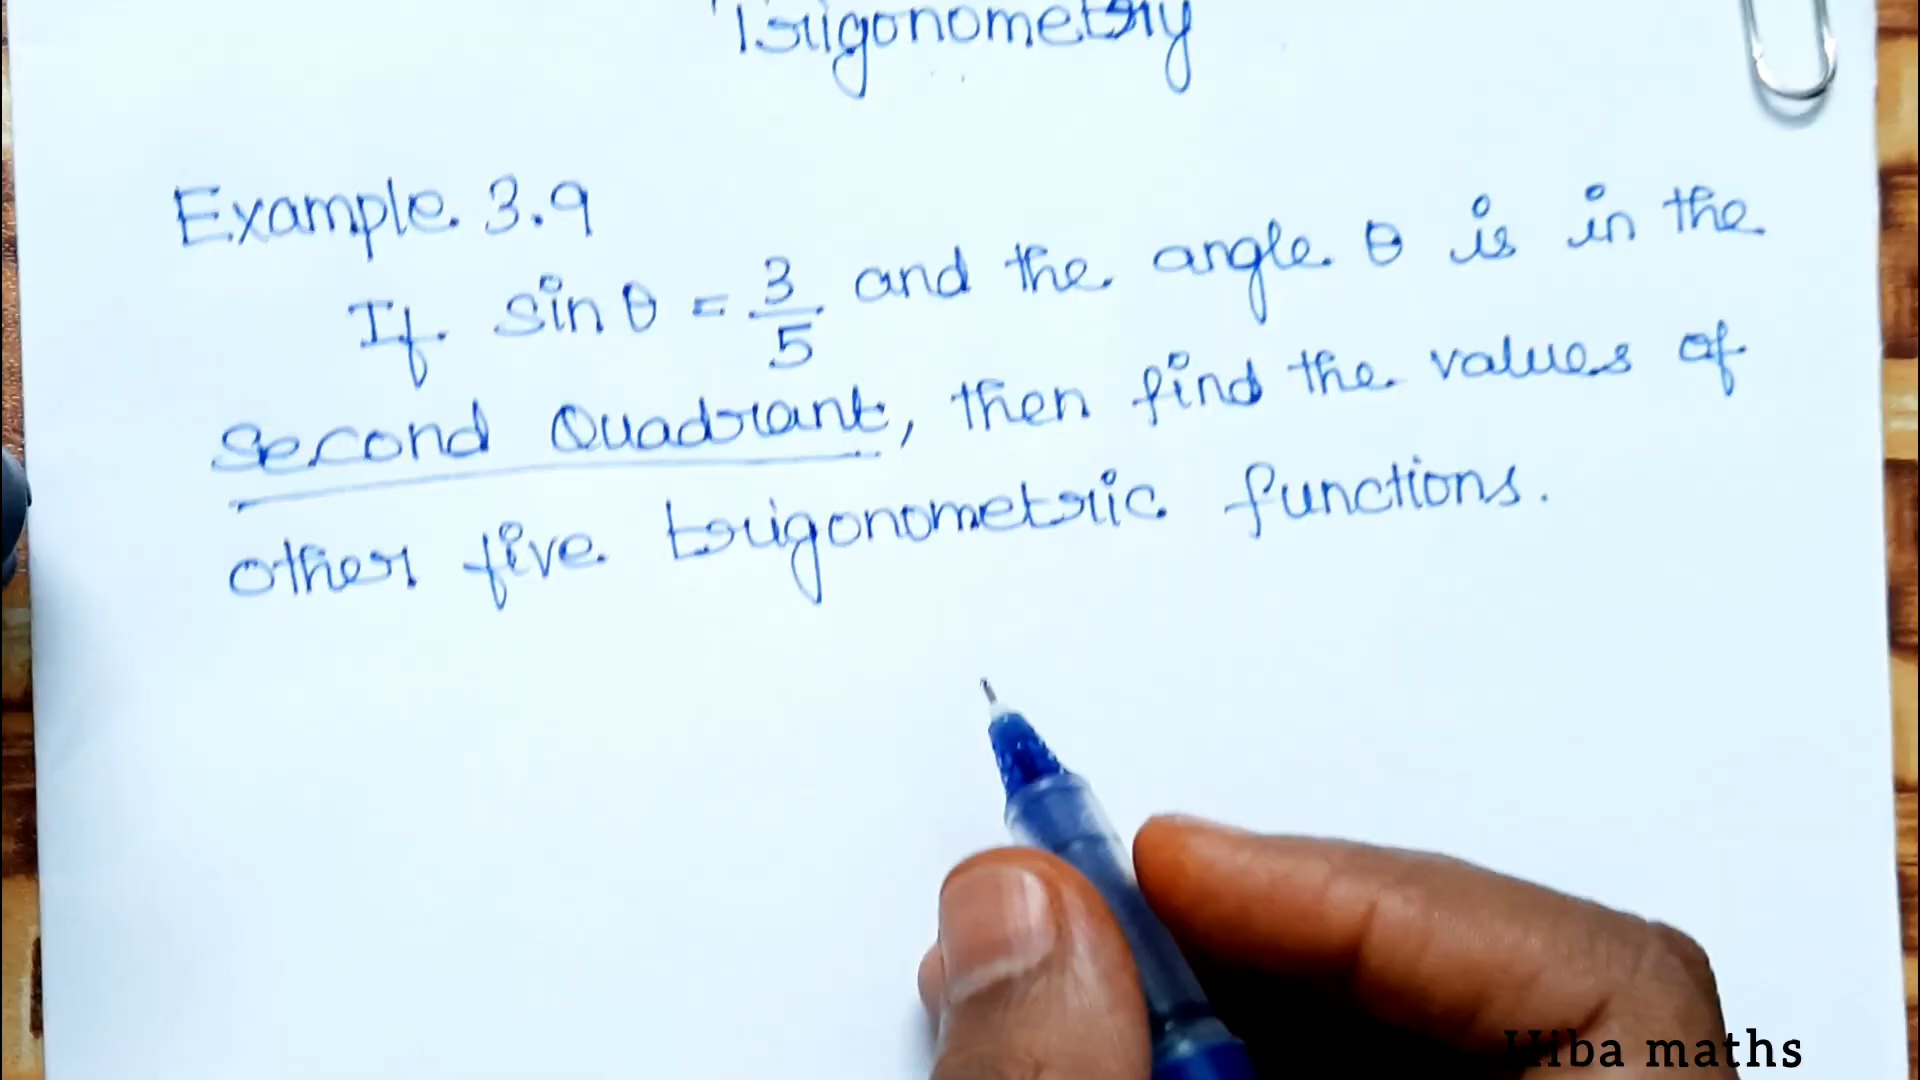 Trigonometry
Example 3.9
If sin θ = 3/5 and the angle θ is in the
second Quadrant, then find the values of
other five trigonometric functions.
Hiba maths